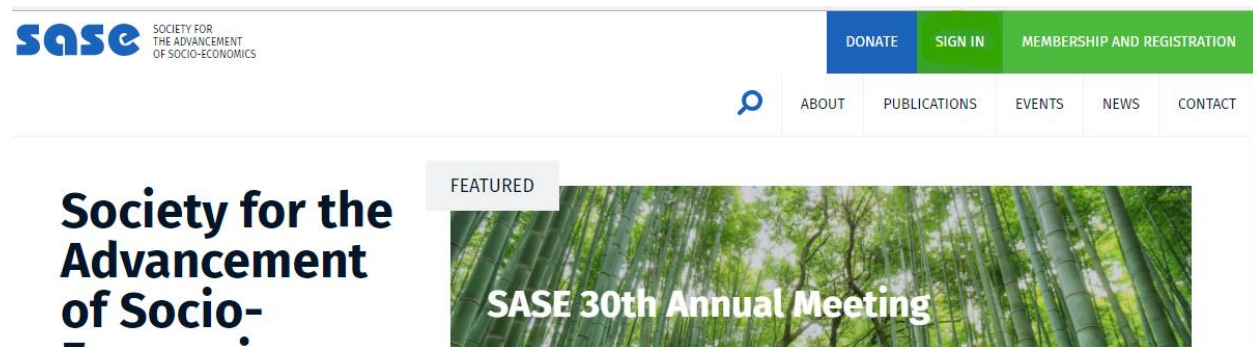 sase
SOCIETY FOR
THE ADVANCEMENT
OF SOCIO-ECONOMICS
DONATE
SIGN IN
MEMBERSHIP AND REGISTRATION
ABOUT
PUBLICATIONS
EVENTS
NEWS
CONTACT
Society for the
Advancement
of Socio-
FEATURED
SASE 30th Annual Meeting